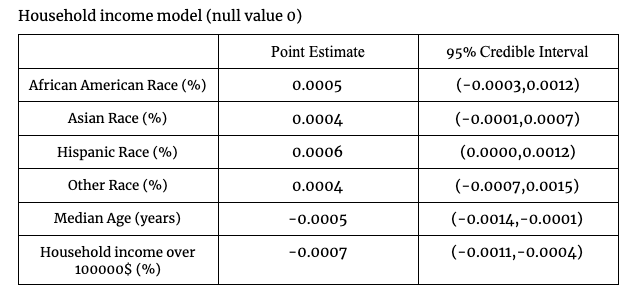 Household income model (null value 0)
Point Estimate 95% Credible Interval
African American Race (%) 0.0005 (-0.0003,0.0012)
Asian Race (%) 0.0004 (-0.0001,0.0007)
Hispanic Race (%) 0.0006 (0.0000,0.0012)
Other Race (%) 0.0004 (-0.0007,0.0015)
Median Age (years) -0.0005 (-0.0014,-0.0001)
Household income over -0.0007 (-0.0011,-0.0004)
100000$ (%)